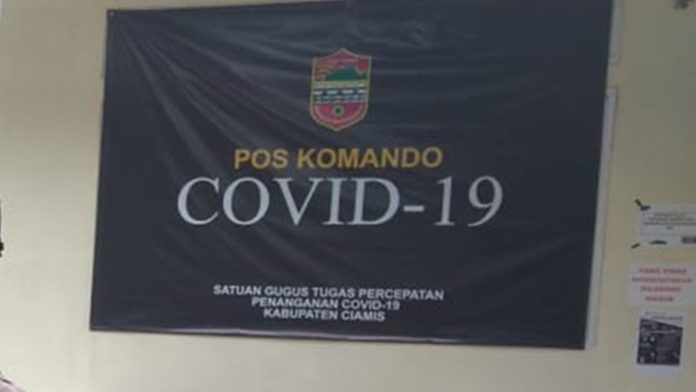 POS KOMANDO
COVID-19
SATUAN GUGUS TUGAS PERCEPATAN
PENANGANAN COVID-19
KABUPATEN CIAMIS